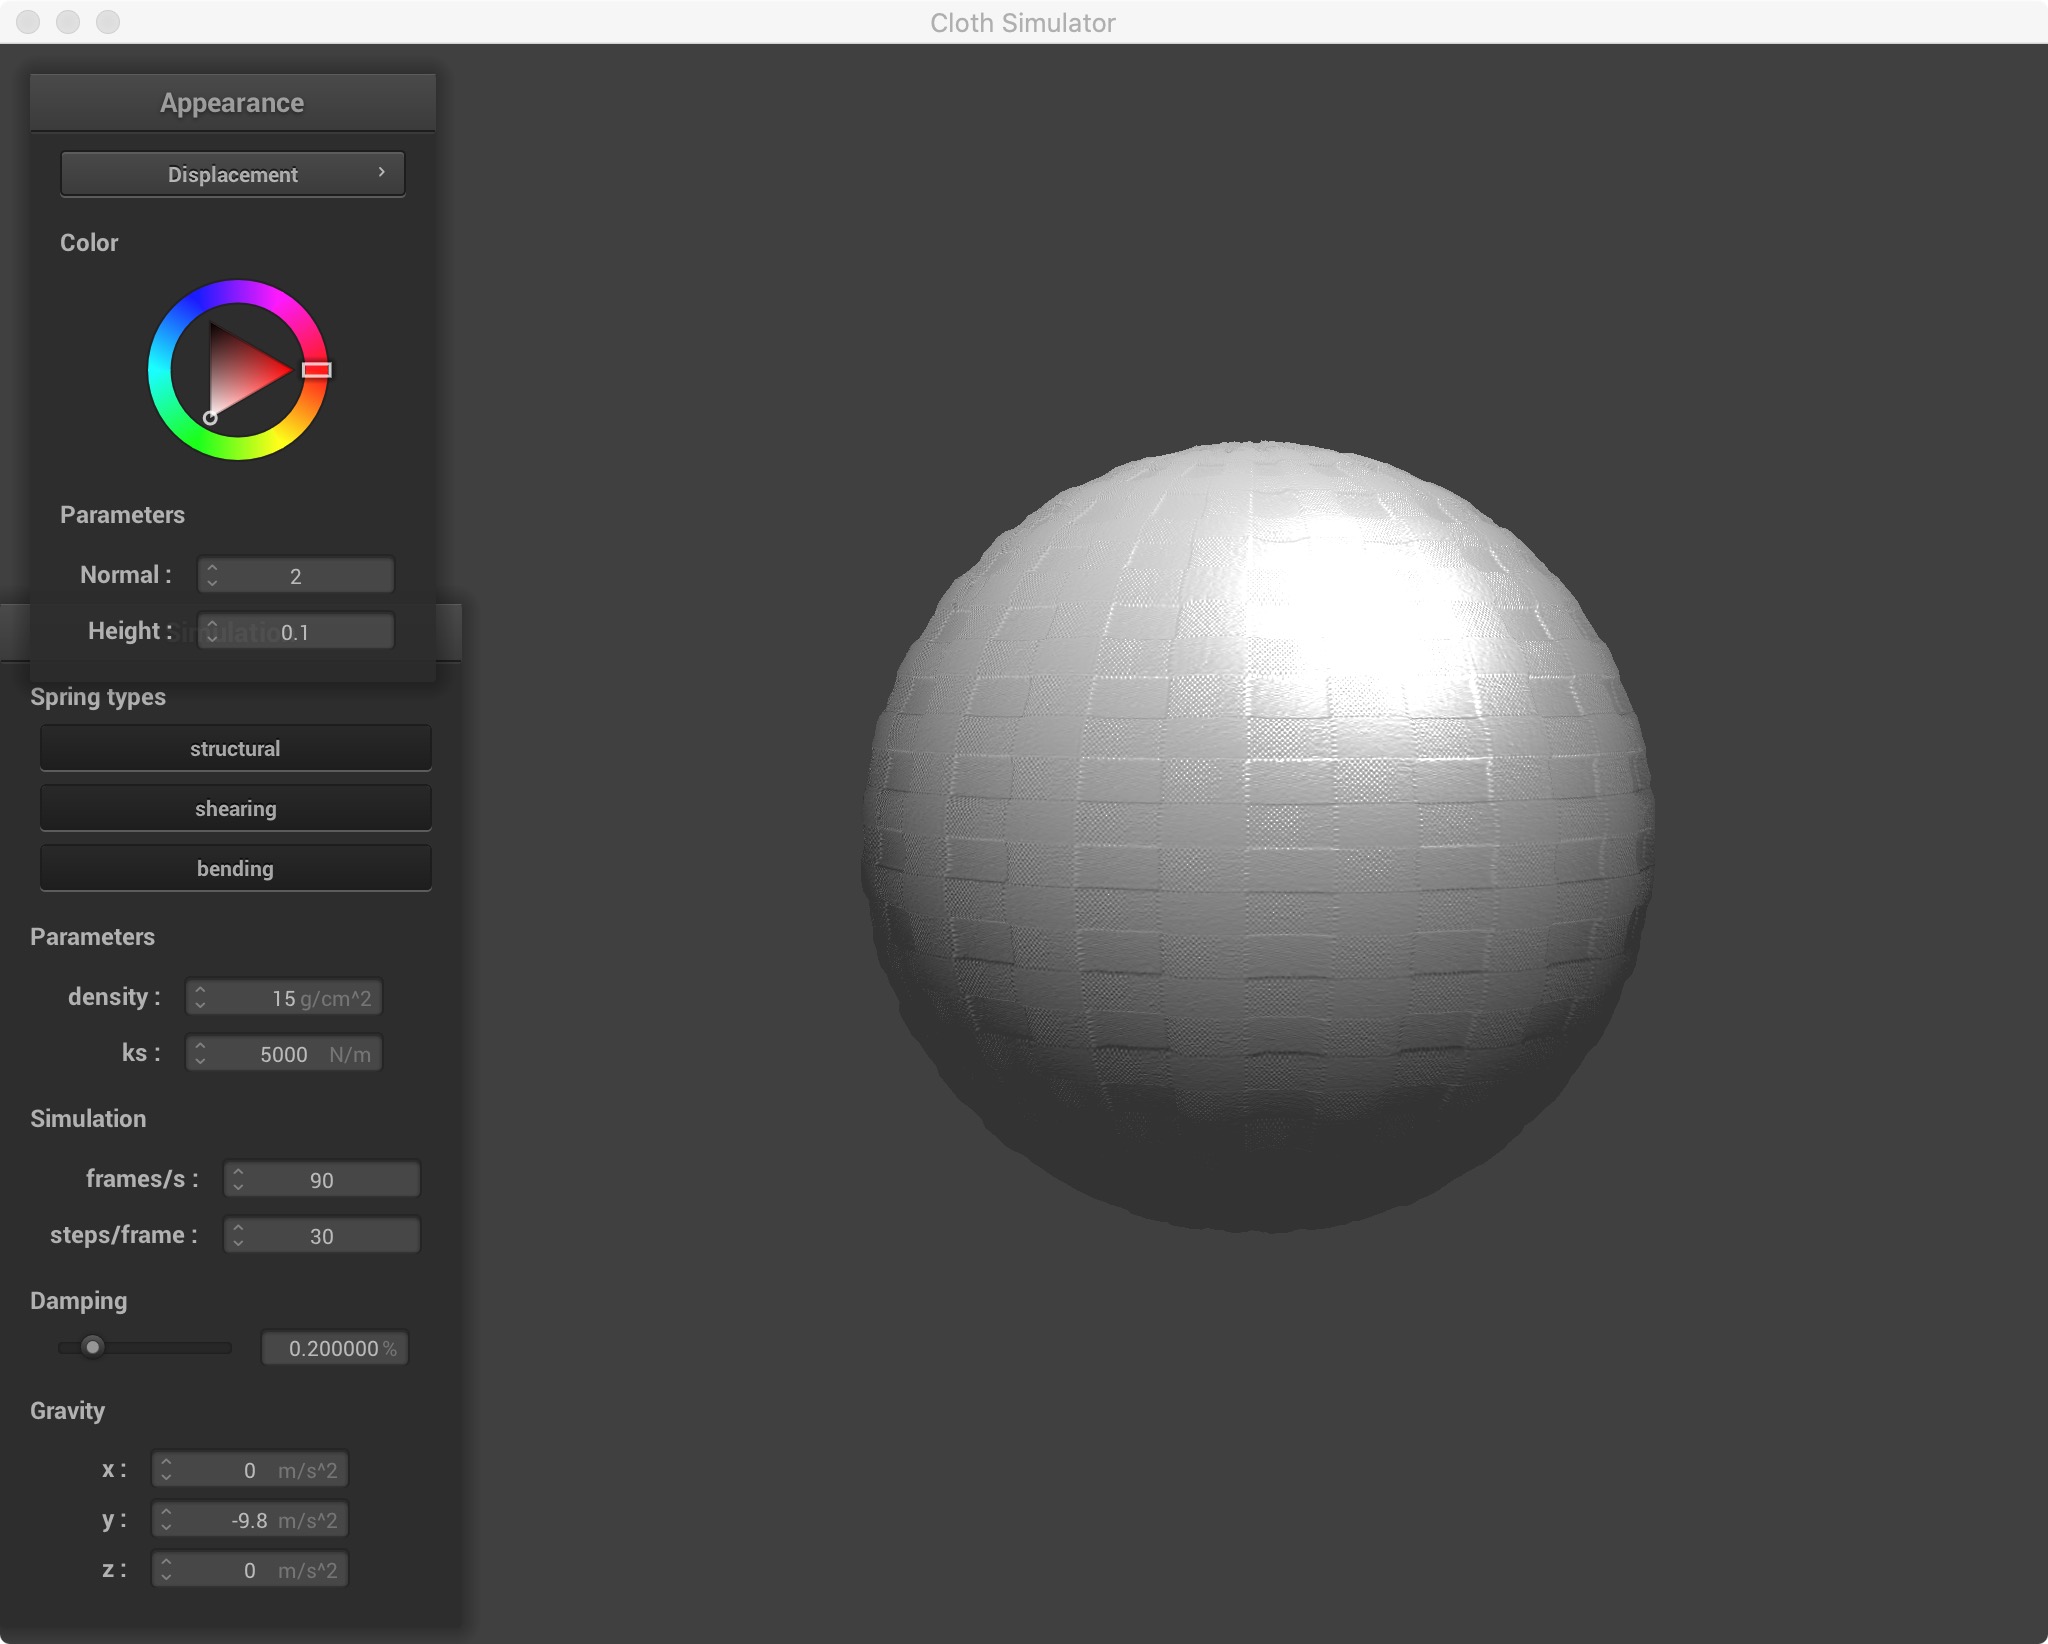 Cloth Simulator
Appearance
Displacement
Color
Parameters
Normal : 2
Height : 0.1
Simulation
Spring types
structural
shearing
bending
Parameters
density : 15 g/cm^2
ks : 5000 N/m
Simulation
frames/s : 90
steps/frame : 30
Damping
0.200000 %
Gravity
x : 0 m/s^2
y : -9.8 m/s^2
z : 0 m/s^2